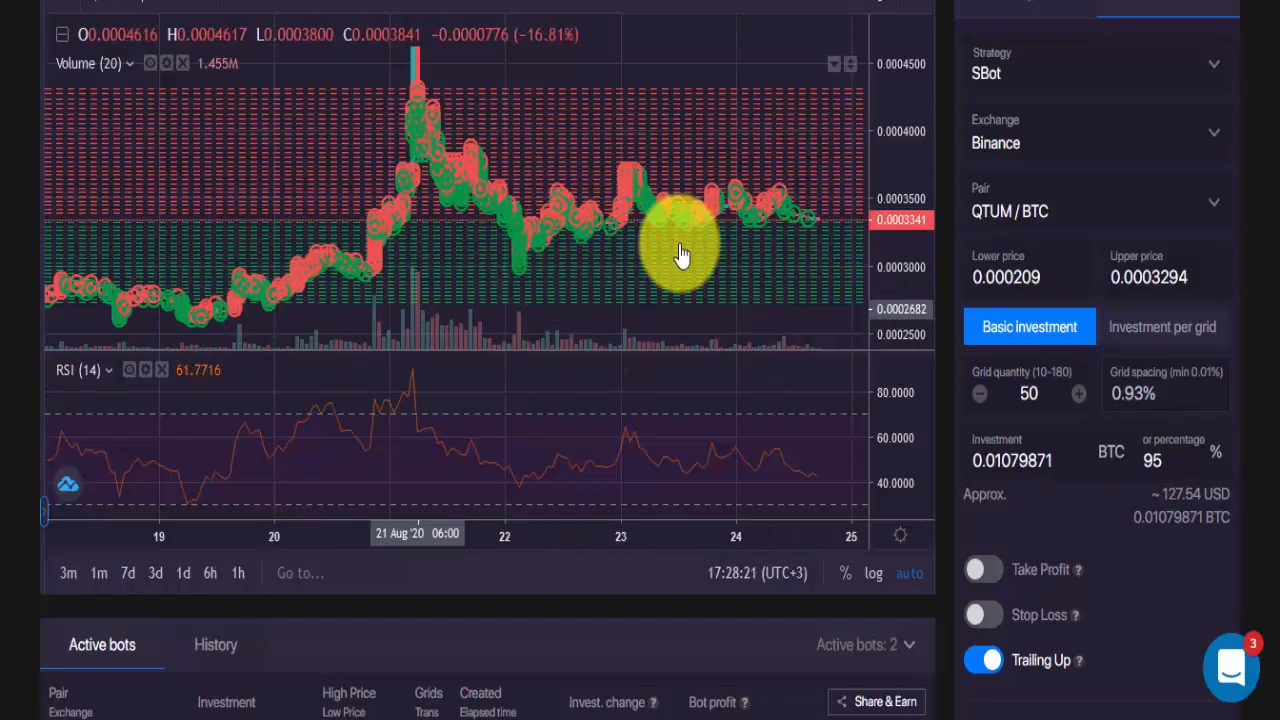 O0.0004616 H0.0004617 L0.0003800 C0.0003841 -0.0000776 (-16.81%)
Volume (20) 1.455M
0.0004500
0.0004000
0.0003500
0.0003341
0.0003000
0.0002682
0.0002500
RSI (14) 61.7716
80.0000
60.0000
40.0000
19 20 21 Aug '20 06:00 22 23 24 25
3m 1m 7d 3d 1d 6h 1h Go to... 17:28:21 (UTC+3) % log auto
Active bots History Active bots: 2
Pair
Exchange
Investment
High Price
Low Price
Grids
Trans
Created
Elapsed time
Invest. change ?
Bot profit ?
Share & Earn
Strategy
SBot
Exchange
Binance
Pair
QTUM / BTC
Lower price Upper price
0.000209 0.0003294
Basic investment Investment per grid
Grid quantity (10-180) Grid spacing (min 0.01%)
50 0.93%
Investment or percentage
0.01079871 BTC 95 %
Approx. ~ 127.54 USD
0.01079871 BTC
Take Profit ?
Stop Loss ?
Trailing Up ?
3